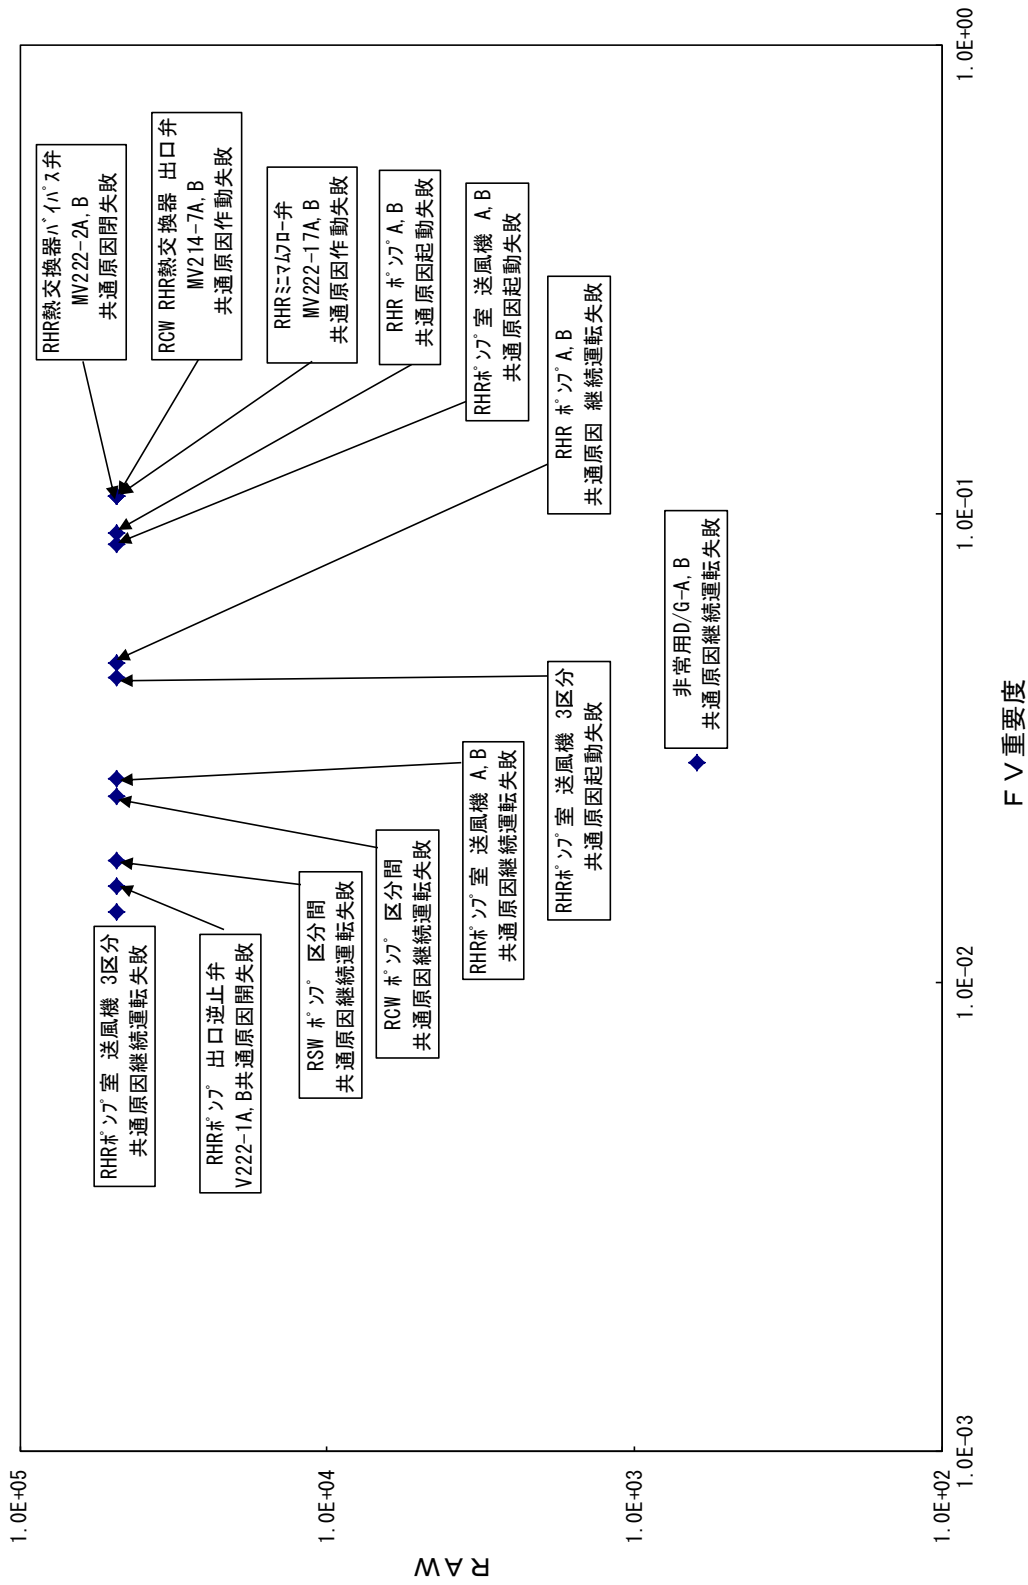 1.0E+05
1.0E+04
1.0E+03
1.0E+02
RAW
1.0E-03
1.0E-02
1.0E-01
1.0E+00
FV重要度
RHR熱交換器ﾊﾞｲﾊﾟｽ弁
MV222-2A,B
共通原因閉失敗
RCW RHR熱交換器 出口弁
MV214-7A,B
共通原因作動失敗
RHRﾐﾆﾏﾑﾌﾛｰ弁
MV222-17A,B
共通原因作動失敗
RHR ﾎﾟﾝﾌﾟA,B
共通原因起動失敗
RHRﾎﾟﾝﾌﾟ室 送風機 A,B
共通原因起動失敗
RHR ﾎﾟﾝﾌﾟA,B
共通原因 継続運転失敗
非常用D/G-A,B
共通原因継続運転失敗
RHRﾎﾟﾝﾌﾟ室 送風機 3区分
共通原因起動失敗
RHRﾎﾟﾝﾌﾟ室 送風機 A,B
共通原因継続運転失敗
RCW ﾎﾟﾝﾌﾟ 区分間
共通原因継続運転失敗
RSW ﾎﾟﾝﾌﾟ 区分間
共通原因継続運転失敗
RHRﾎﾟﾝﾌﾟ 出口逆止弁
V222-1A,B共通原因開失敗
RHRﾎﾟﾝﾌﾟ室 送風機 3区分
共通原因継続運転失敗